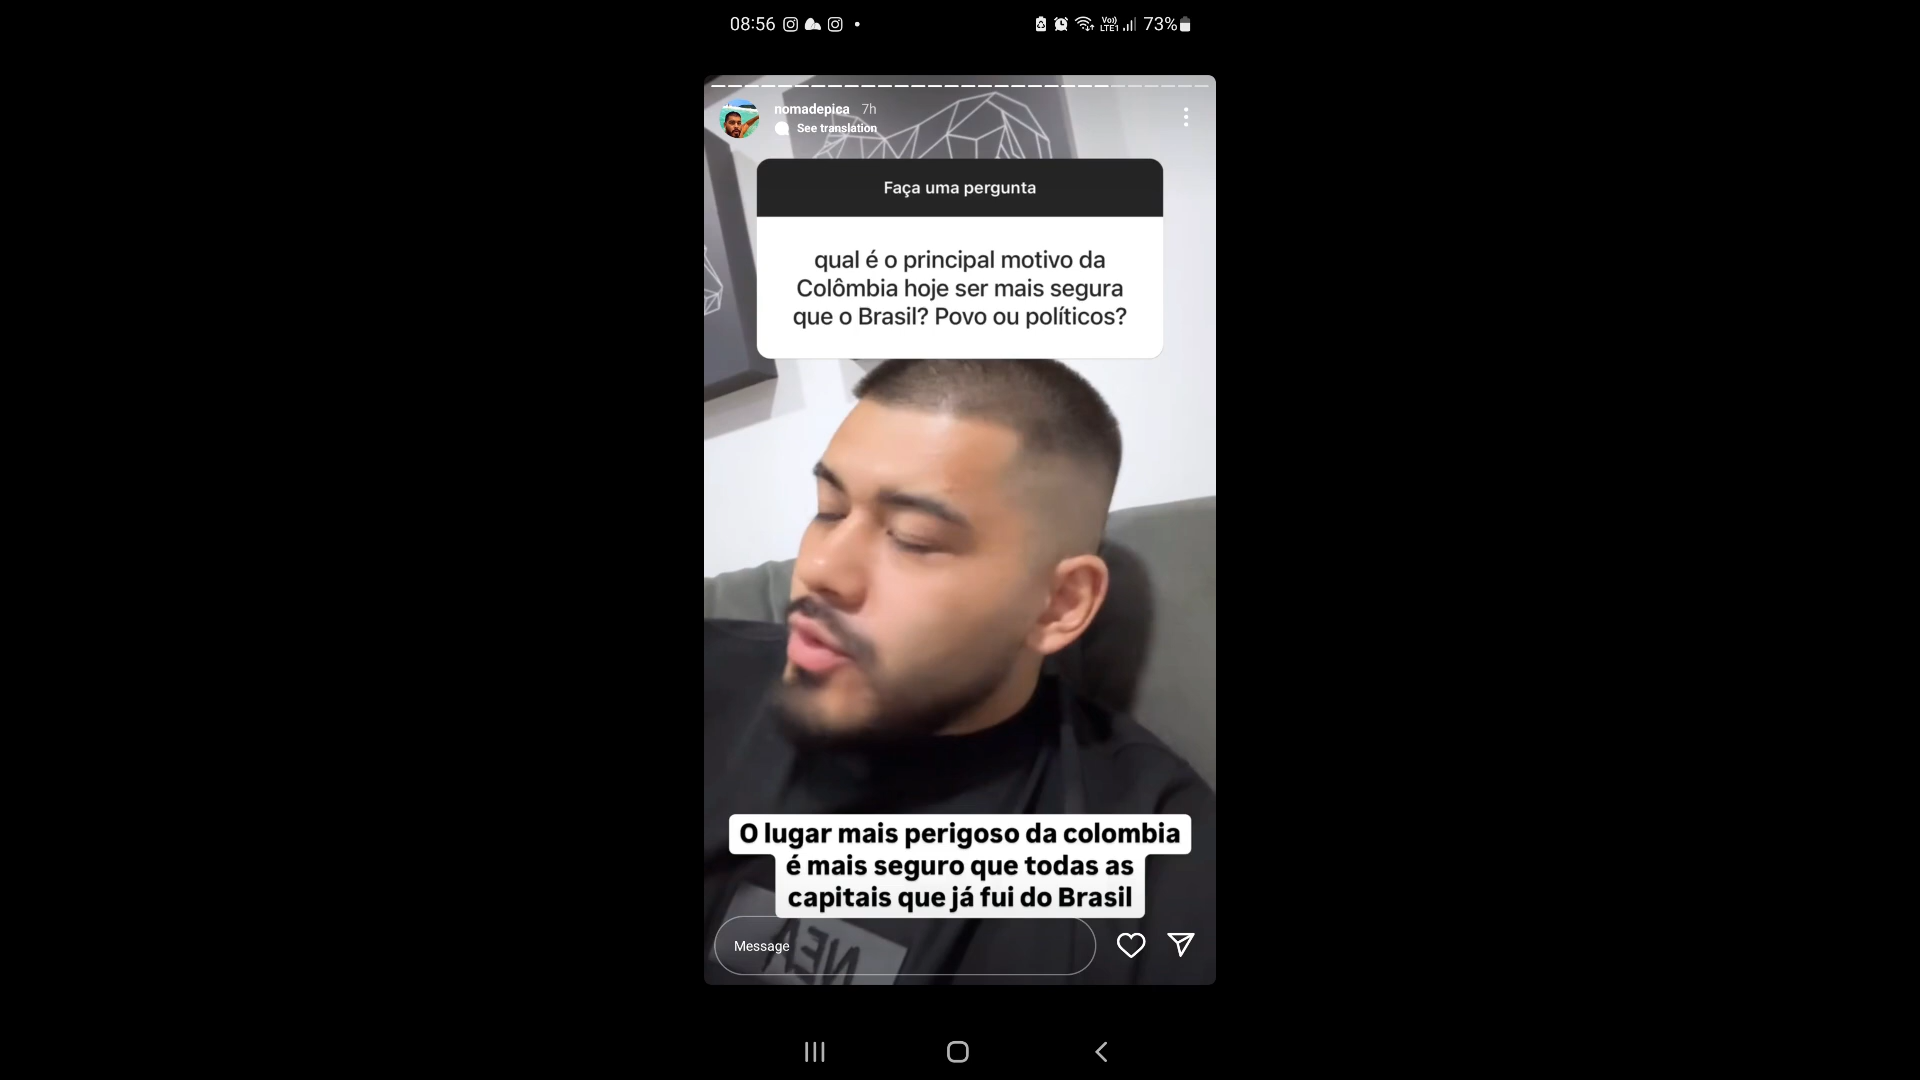 08:56
Vo))
LTE1
73%
nomadepica 7h
See translation
Faça uma pergunta
qual é o principal motivo da
Colômbia hoje ser mais segura
que o Brasil? Povo ou políticos?
O lugar mais perigoso da colombia
é mais seguro que todas as
capitais que já fui do Brasil
Message